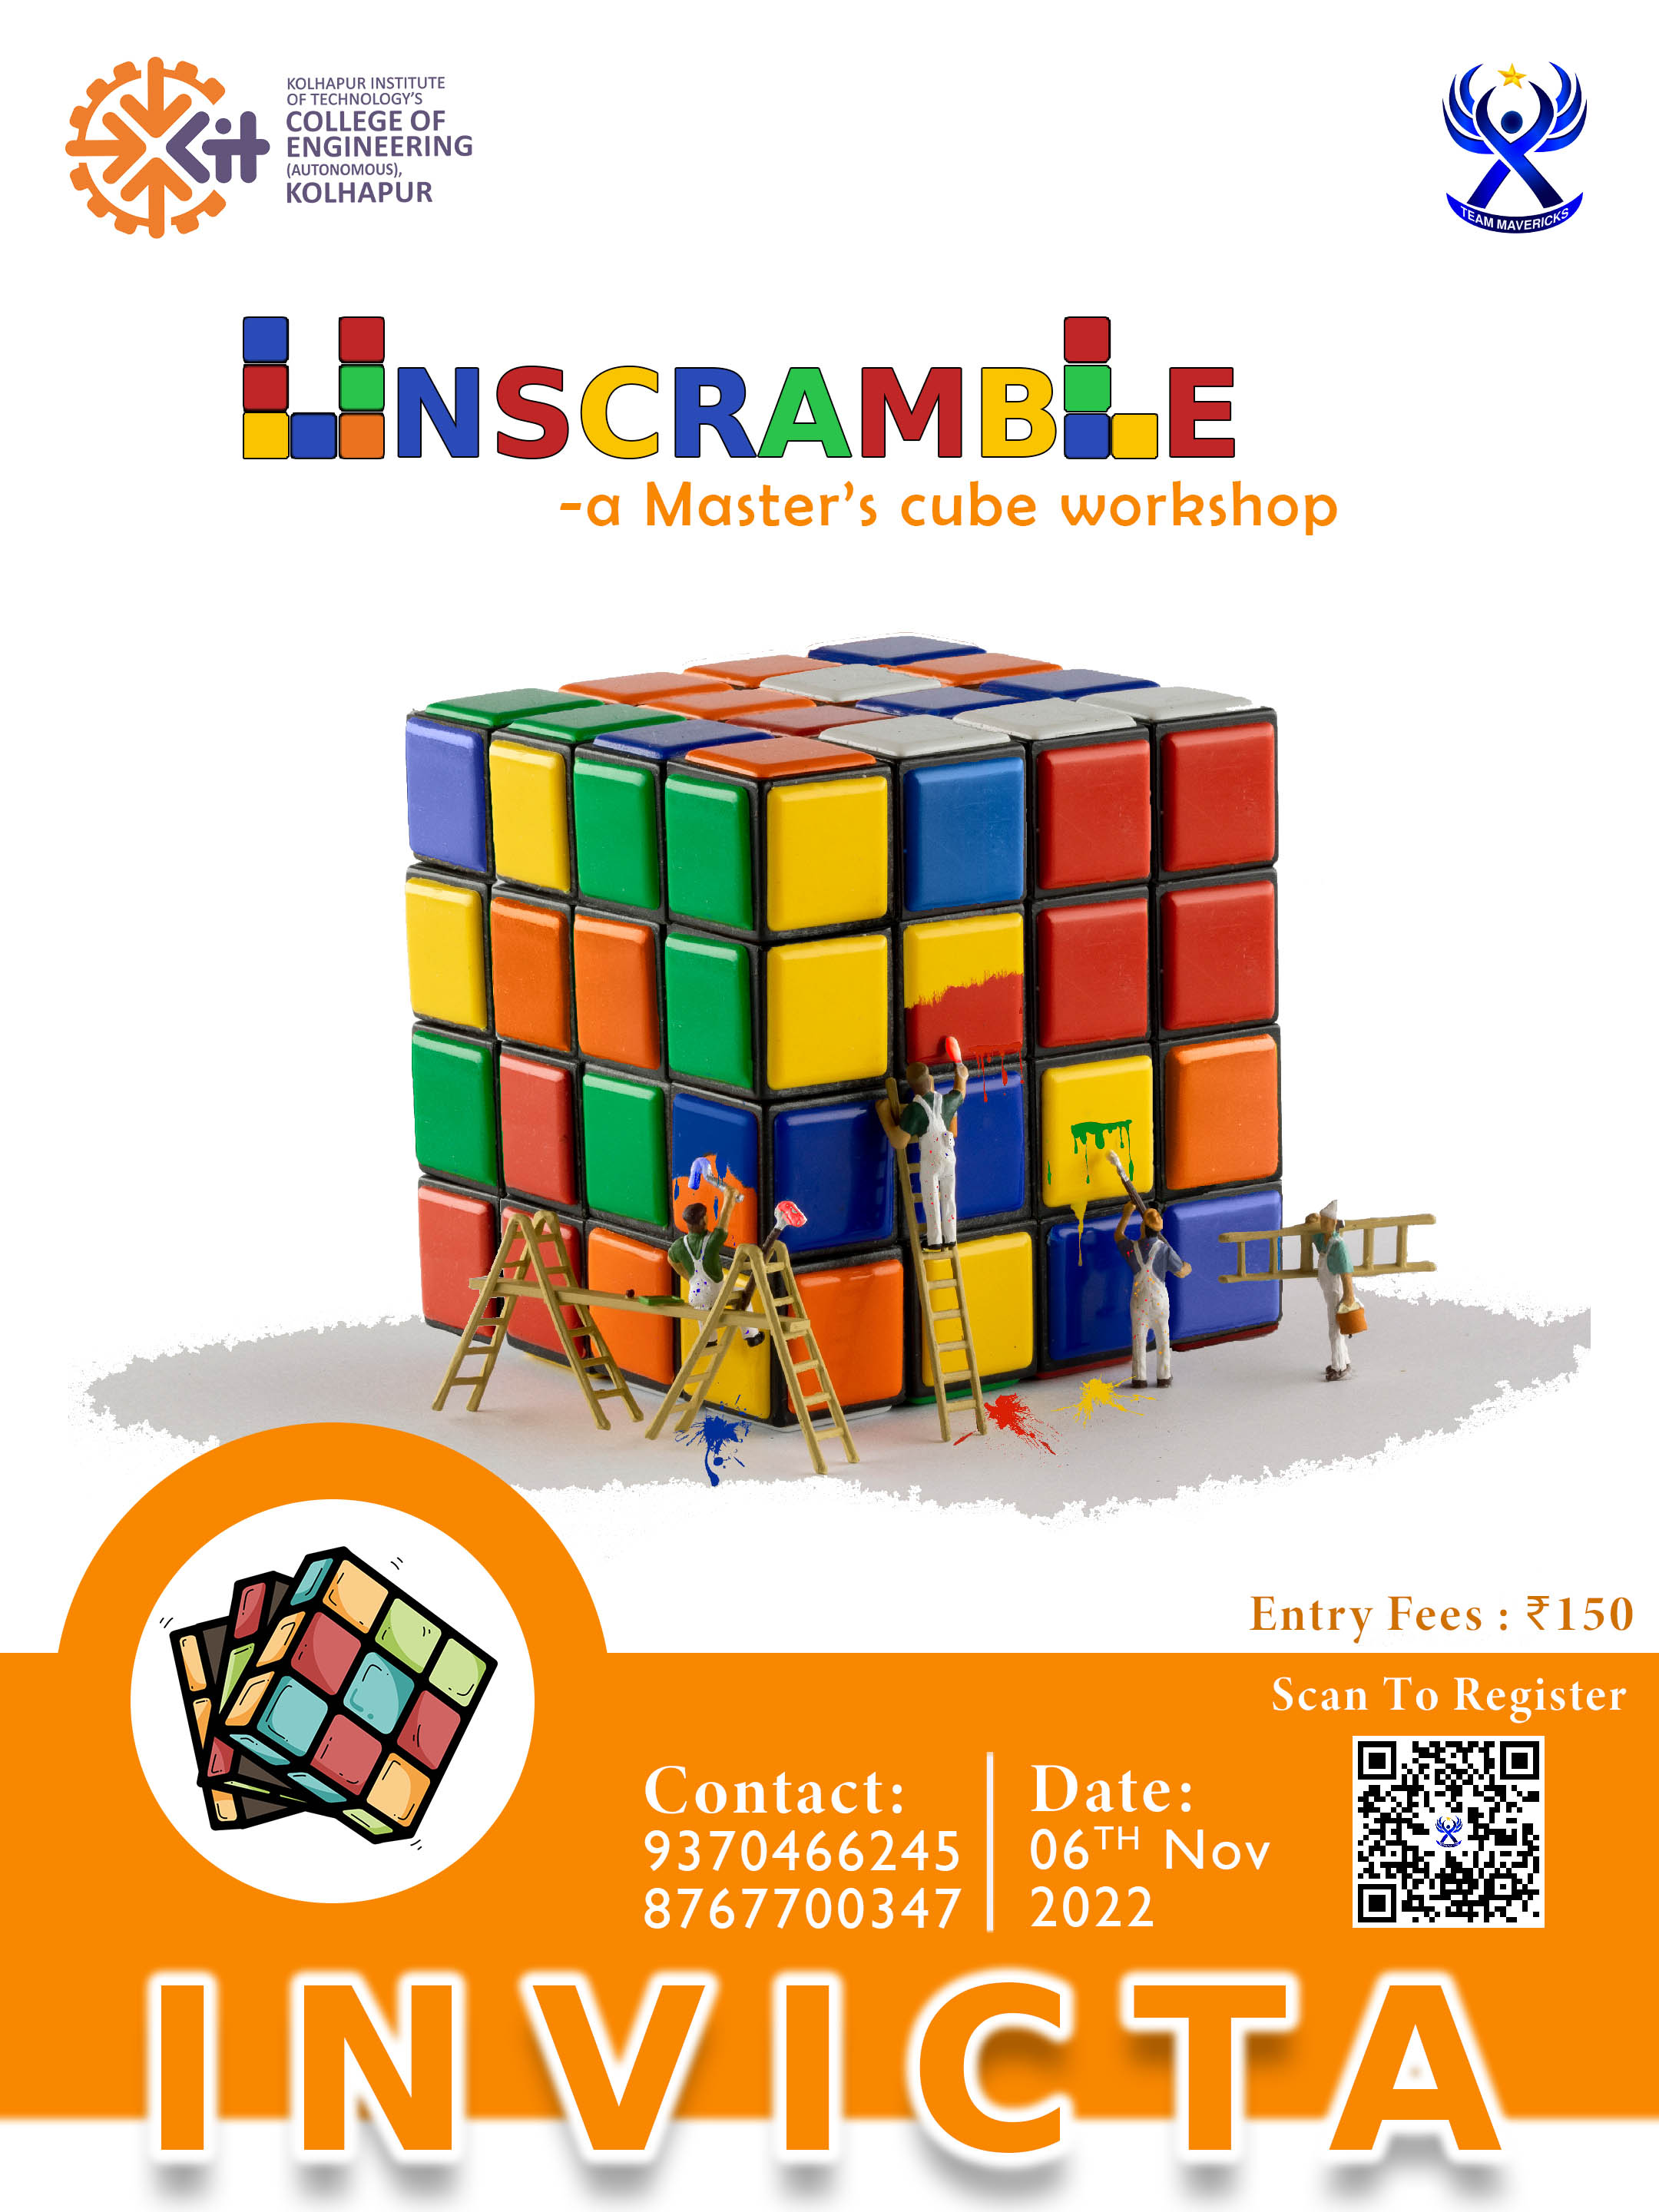 KOLHAPUR INSTITUTE
OF TECHNOLOGY'S
COLLEGE OF
ENGINEERING
(AUTONOMOUS),
KOLHAPUR
kit
TEAM MAVERICKS
UNSCRAMBLE
-a Master's cube workshop
Entry Fees : ₹150
Scan To Register
Contact:
9370466245
8767700347
Date:
06TH Nov
2022
INVICTA